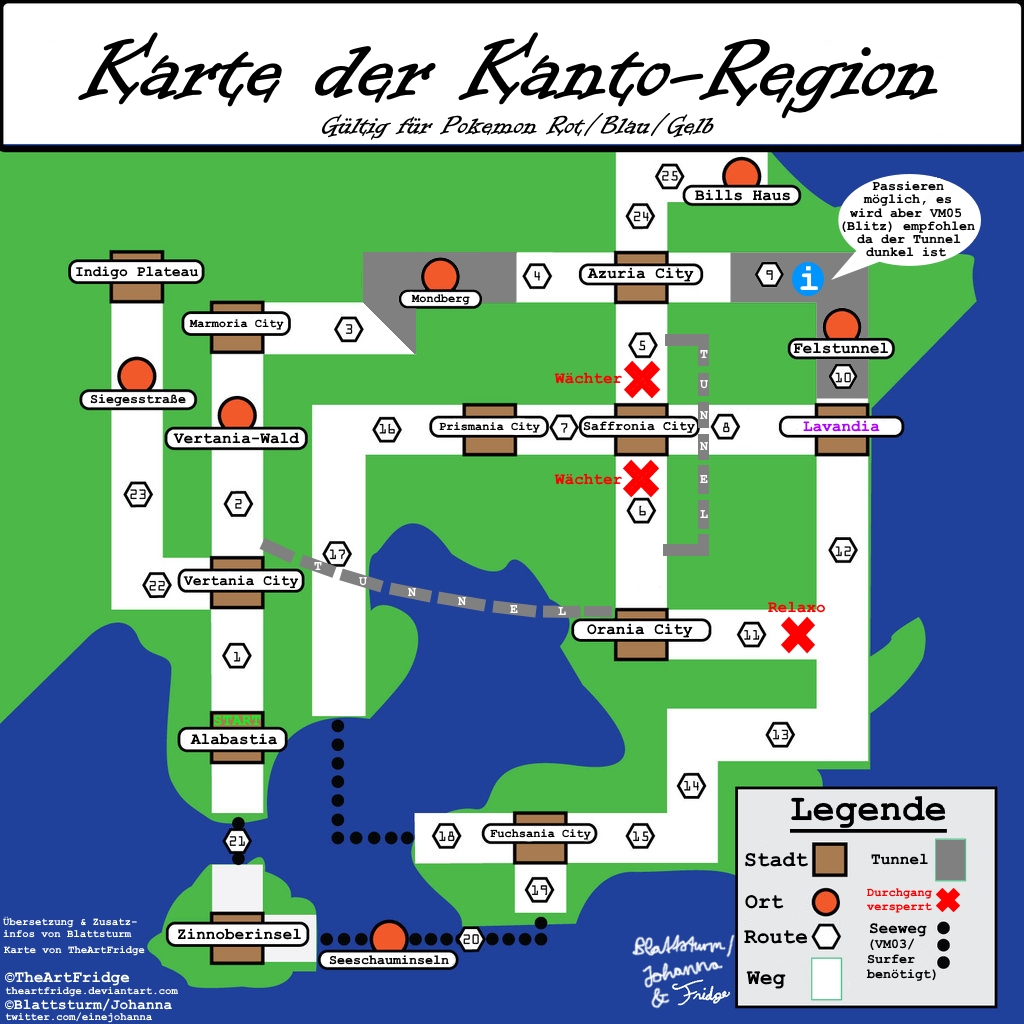 Karte der Kanto-Region
Gültig für Pokemon Rot/Blau/Gelb
25
Bills Haus
24
Passieren
möglich, es
wird aber VM05
(Blitz) empfohlen
da der Tunnel
dunkel ist
Indigo Plateau
Mondberg
4
Azuria City
9
i
Marmoria City
3
5
Felstunnel
Siegesstraße
Wächter
10
Vertania-Wald
16
Prismania City
7
Saffronia City
8
Lavandia
TUNNEL
23
2
Wächter
6
17
12
22
Vertania City
TUNNEL
Orania City
11
Relaxo
1
START
Alabastia
13
14
21
18
Fuchsania City
15
19
Zinnoberinsel
20
Seeschauminseln
Legende
Stadt
Tunnel
Ort
Durchgang
versperrt
Route
Seeweg
(VM03/
Surfer
benötigt)
Weg
Übersetzung & Zusatz-
infos von Blattsturm
Karte von TheArtFridge
©TheArtFridge
theartfridge.deviantart.com
©Blattsturm/Johanna
twitter.com/einejohanna
Blattsturm/
Johanna
& Fridge